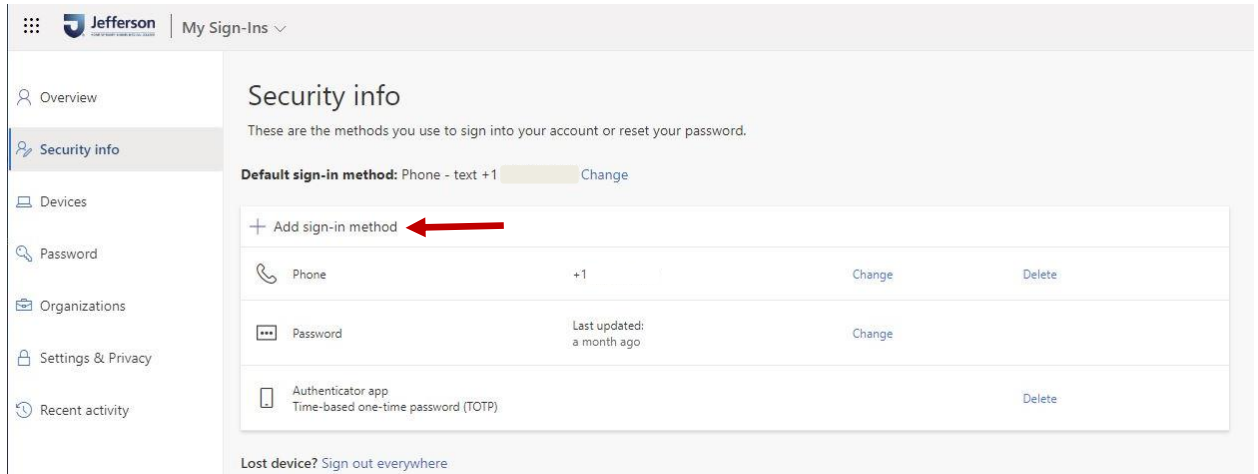 Jefferson
My Sign-Ins
Overview
Security info
Devices
Password
Organizations
Settings & Privacy
Recent activity
Security info
These are the methods you use to sign into your account or reset your password.
Default sign-in method: Phone - text +1 Change
+ Add sign-in method
Phone +1 Change Delete
Password Last updated: Change
a month ago
Authenticator app
Time-based one-time password (TOTP) Delete
Lost device? Sign out everywhere